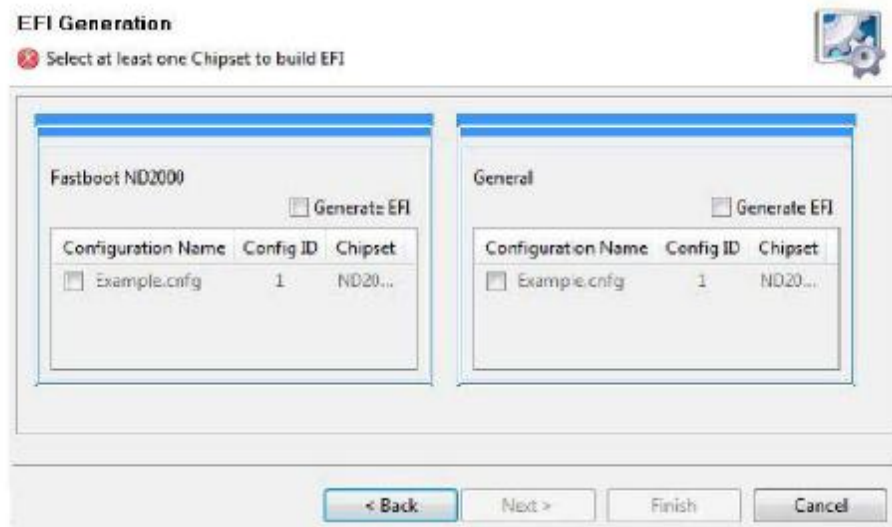 EFI Generation
Select at least one Chipset to build EFI
Fastboot ND2000
Generate EFI
Configuration Name Config ID Chipset
Example.cnfg 1 ND20...
General
Generate EFI
Configuration Name Config ID Chipset
Example.cnfg 1 ND20...
< Back Next > Finish Cancel